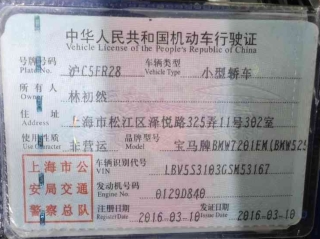 中华人民共和国机动车行驶证
Vehicle License of the People's Republic of China
号牌号码 沪C5FR28 车辆类型 小型轿车
Plate No. Vehicle Type
所有人 林初然
Owner
住址 上海市松江区泽悦路325弄11号302室
Address
使用性质 非营运 品牌型号 宝马牌BMW7201EM(BMW525
Use Character Model
上海市公安局交通警察总队
车辆识别代号 LBV5S3103GSM53167
VIN
发动机号码 0129D840
Engine No.
注册日期 2016-03-10 发证日期 2016-03-10
Register Date Issue Date